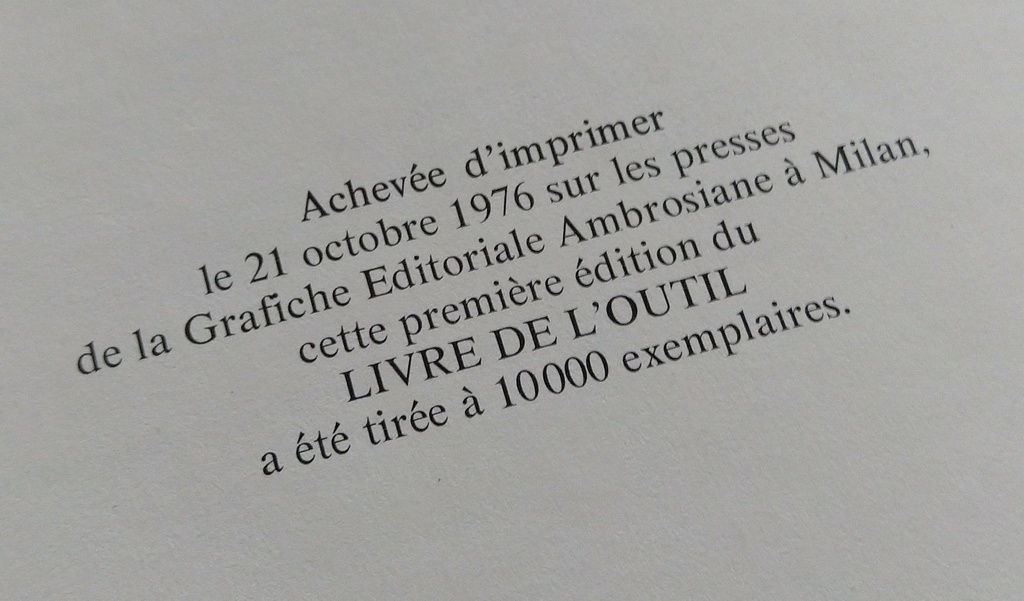 Achevée d'imprimer
le 21 octobre 1976 sur les presses
de la Grafiche Editoriale Ambrosiane à Milan,
cette première édition du
LIVRE DE L'OUTIL
a été tirée à 10000 exemplaires.